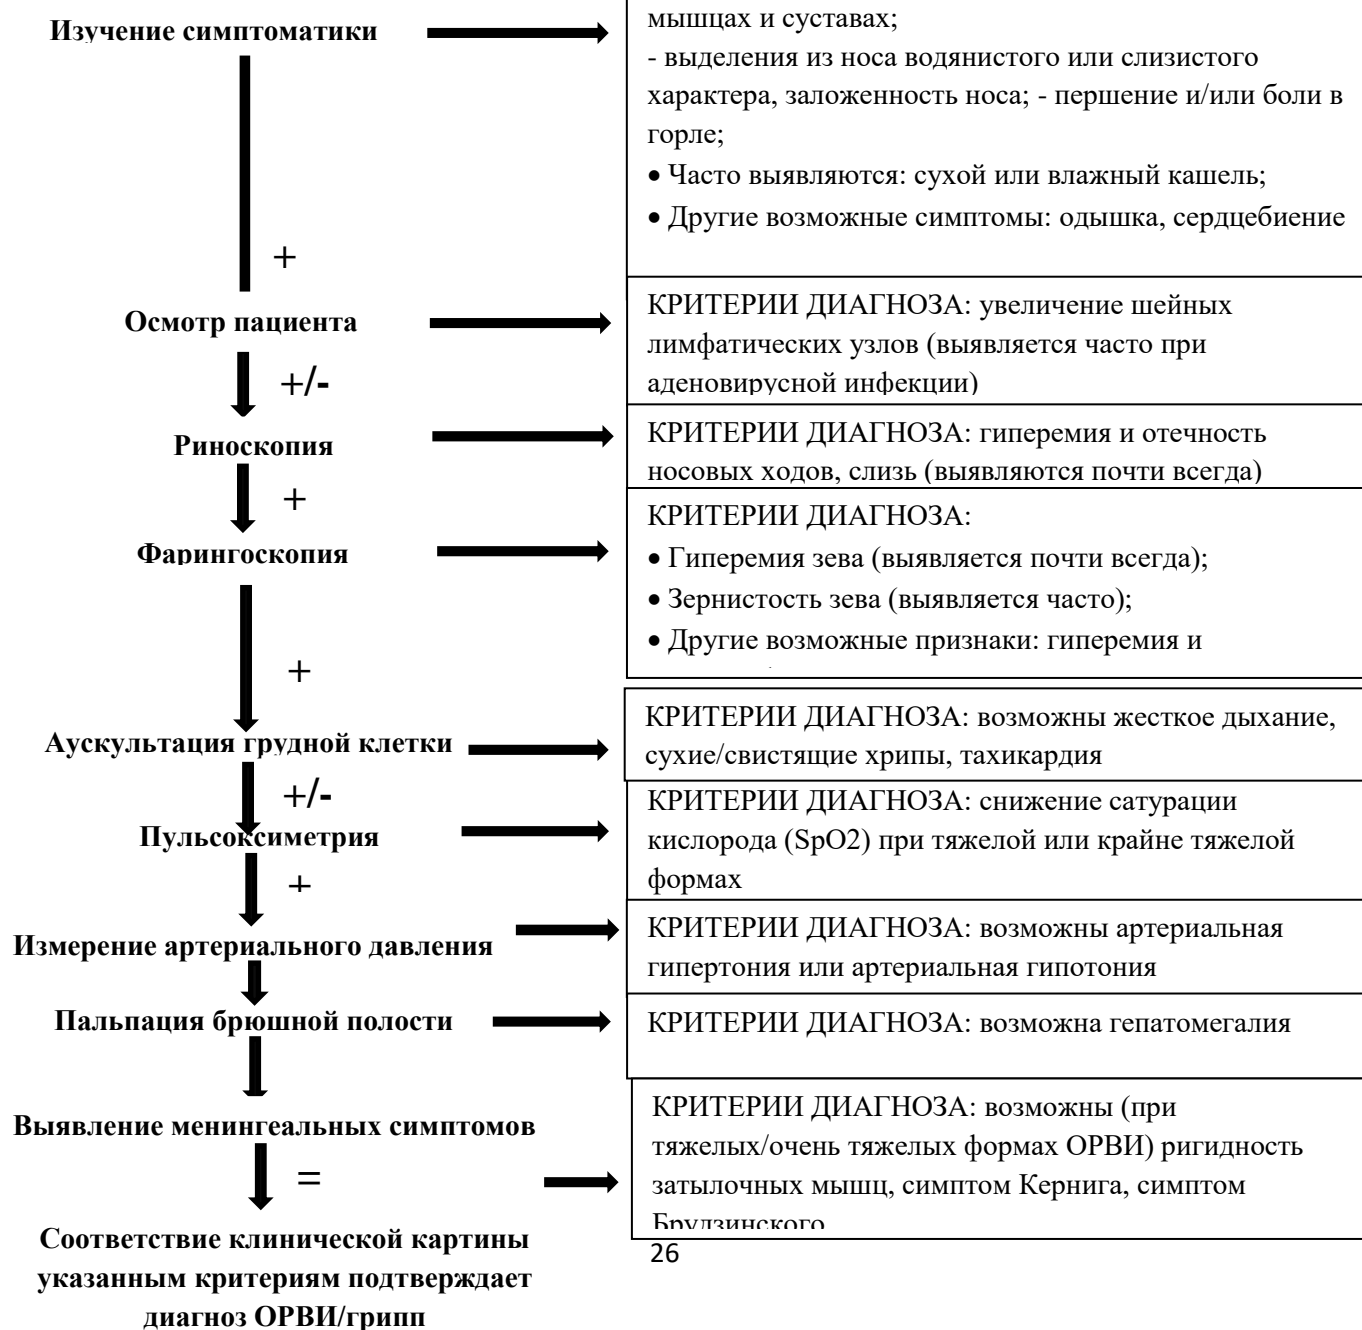 Изучение симптоматики
мышцах и суставах;
- выделения из носа водянистого или слизистого
характера, заложенность носа; - першение и/или боли в
горле;
• Часто выявляются: сухой или влажный кашель;
• Другие возможные симптомы: одышка, сердцебиение
+
Осмотр пациента
КРИТЕРИИ ДИАГНОЗА: увеличение шейных
лимфатических узлов (выявляется часто при
аденовирусной инфекции)
+/-
Риноскопия
КРИТЕРИИ ДИАГНОЗА: гиперемия и отечность
носовых ходов, слизь (выявляются почти всегда)
+
Фарингоскопия
КРИТЕРИИ ДИАГНОЗА:
• Гиперемия зева (выявляется почти всегда);
• Зернистость зева (выявляется часто);
• Другие возможные признаки: гиперемия и
+
Аускультация грудной клетки
КРИТЕРИИ ДИАГНОЗА: возможны жесткое дыхание,
сухие/свистящие хрипы, тахикардия
+/-
Пульсоксиметрия
КРИТЕРИИ ДИАГНОЗА: снижение сатурации
кислорода (SpO2) при тяжелой или крайне тяжелой
формах
+
Измерение артериального давления
КРИТЕРИИ ДИАГНОЗА: возможны артериальная
гипертония или артериальная гипотония
Пальпация брюшной полости
КРИТЕРИИ ДИАГНОЗА: возможна гепатомегалия
Выявление менингеальных симптомов
КРИТЕРИИ ДИАГНОЗА: возможны (при
тяжелых/очень тяжелых формах ОРВИ) ригидность
затылочных мышц, симптом Кернига, симптом
Брудзинского
=
Соответствие клинической картины
указанным критериям подтверждает
диагноз ОРВИ/грипп
26